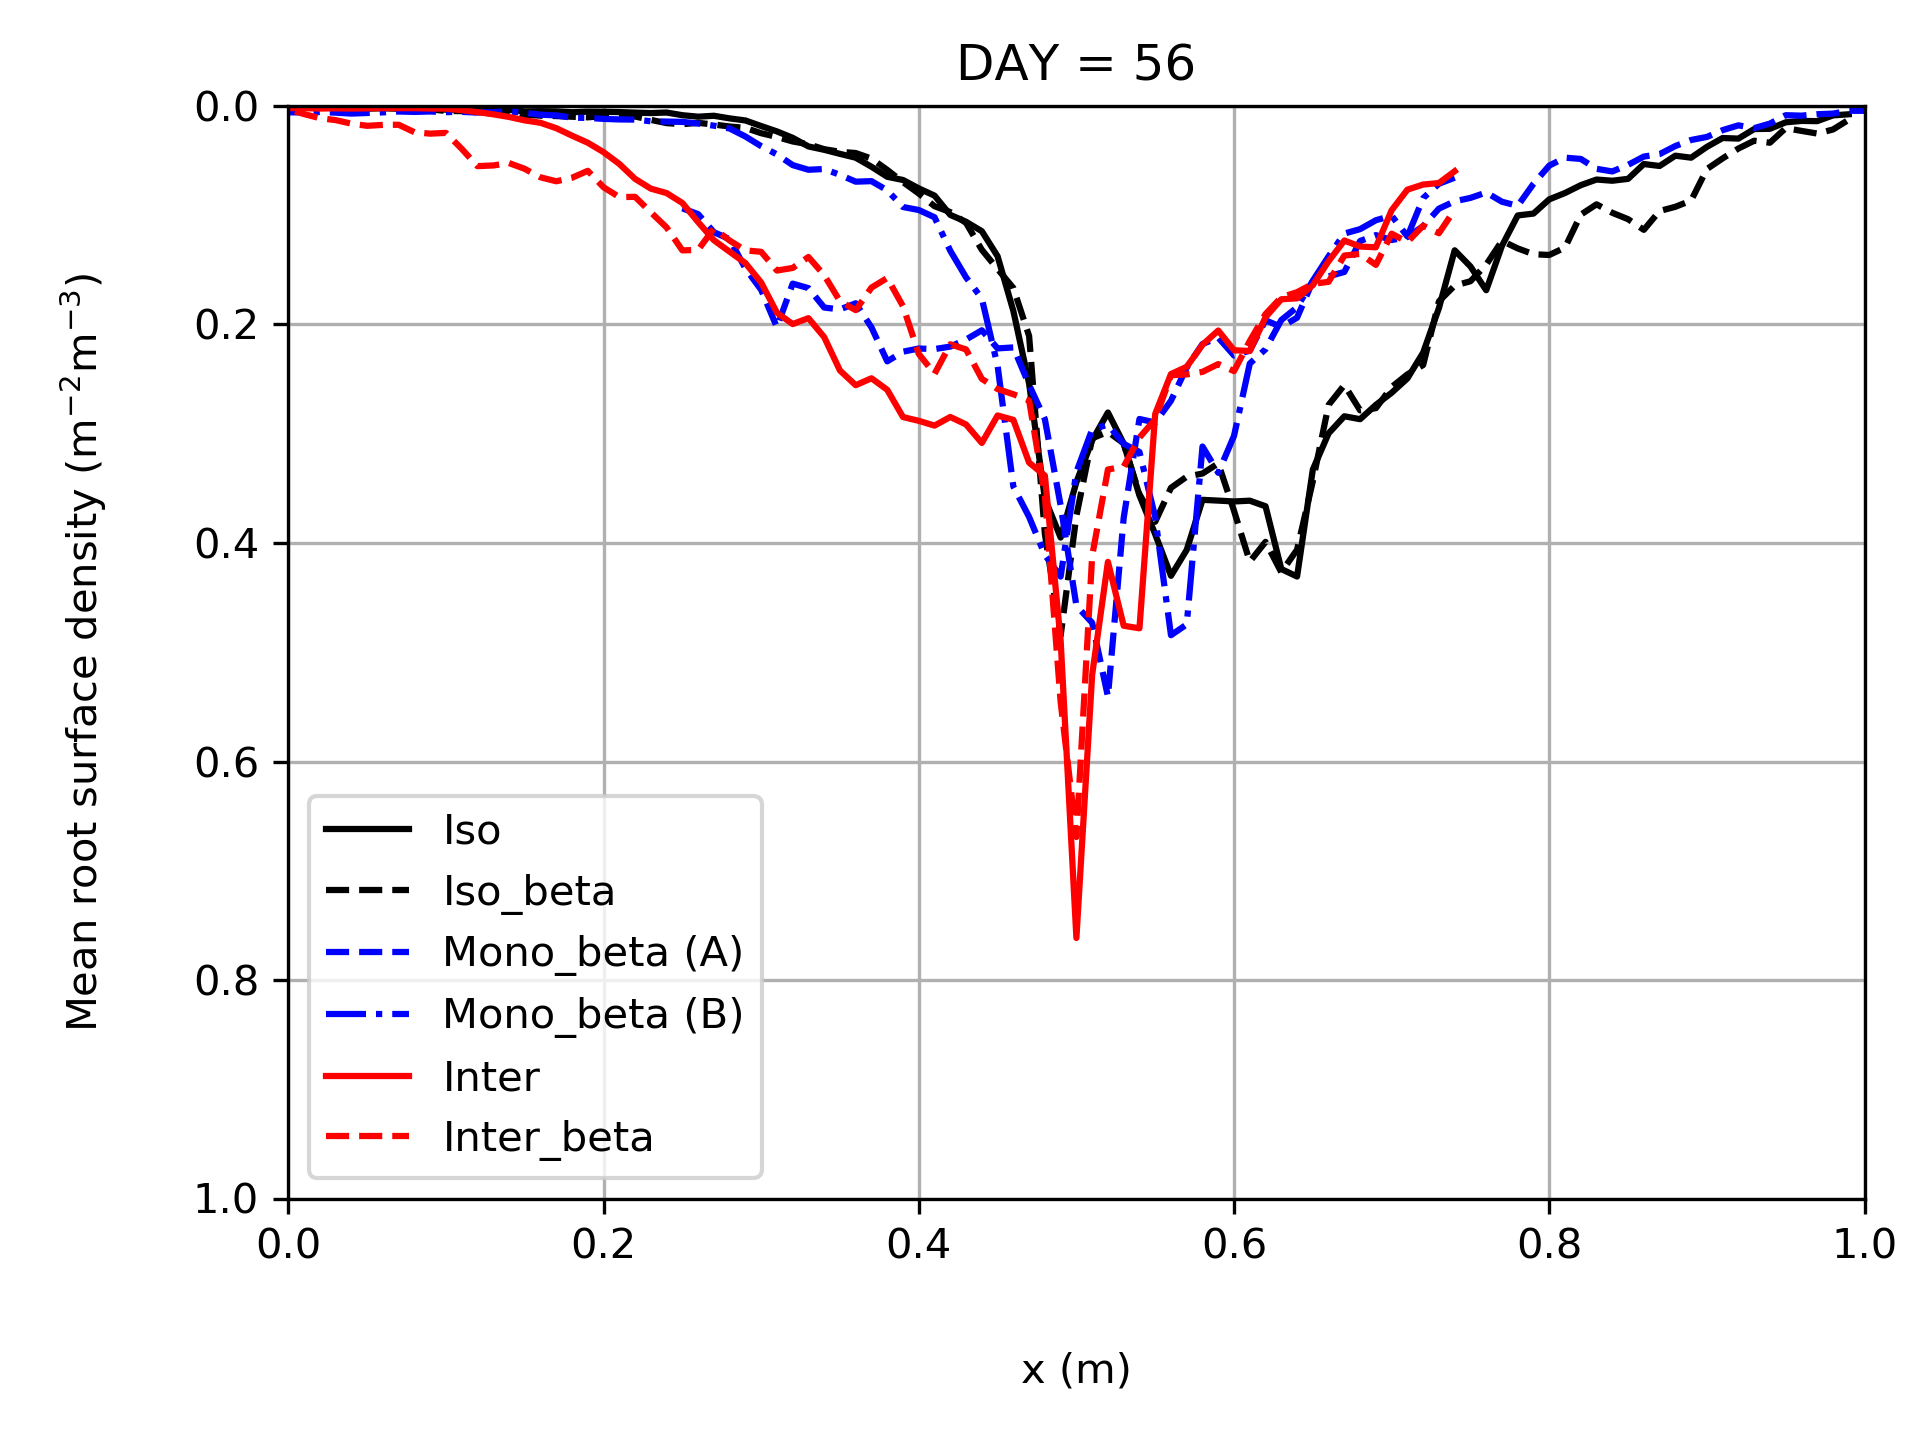 DAY = 56
Mean root surface density (m⁻²m⁻³)
0.0
0.2
0.4
0.6
0.8
1.0
Iso
Iso_beta
Mono_beta (A)
Mono_beta (B)
Inter
Inter_beta
0.0 0.2 0.4 0.6 0.8 1.0
x (m)